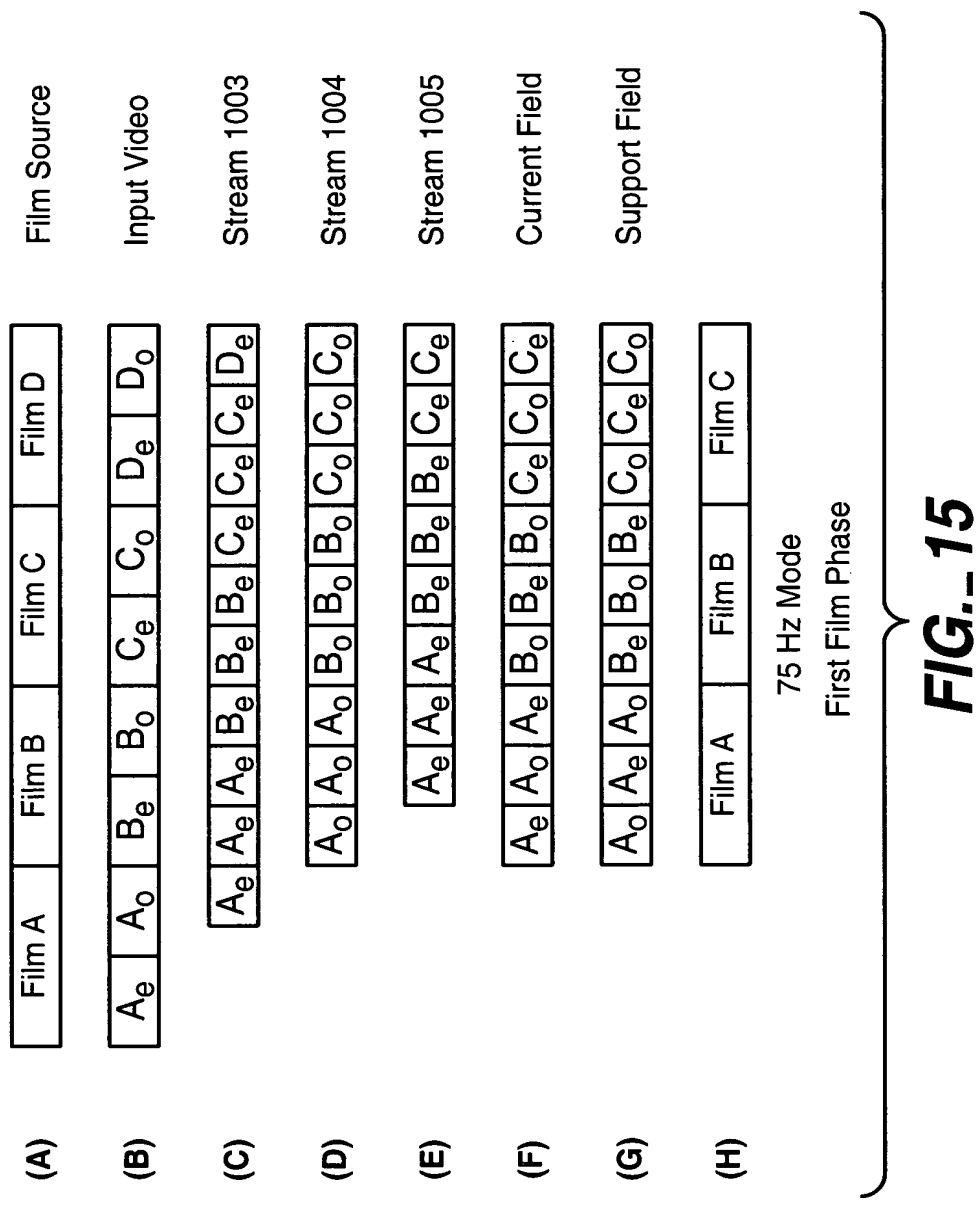 (A) Film A Film B Film C Film D Film Source
(B) Ae Ao Be Bo Ce Co De Do Input Video
(C) Ae Ae Ae Be Be Be Ce Ce Ce De Stream 1003
(D) Ao Ao Ao Bo Bo Bo Co Co Co Stream 1004
(E) Ae Ae Ae Be Be Be Ce Ce Stream 1005
(F) Ae Ao Ae Bo Be Bo Ce Co Ce Current Field
(G) Ao Ae Ao Be Bo Be Co Ce Co Support Field
(H) Film A Film B Film C
75 Hz Mode
First Film Phase
FIG._15